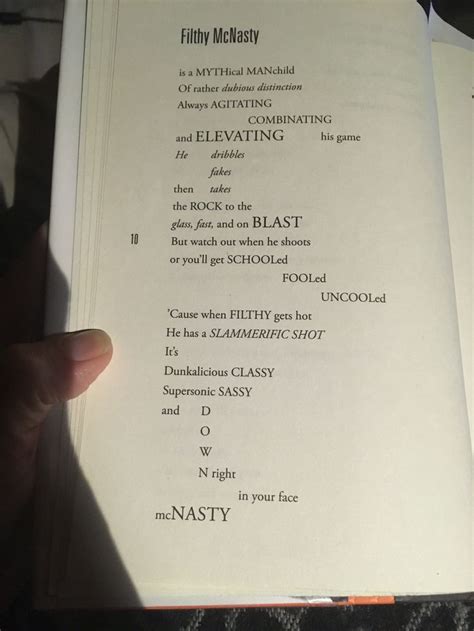 Filthy McNasty
is a MYTHical MANchild
Of rather dubious distinction
Always AGITATING
COMBINATING
and ELEVATING his game
He dribbles
fakes
then takes
the ROCK to the
glass, fast, and on BLAST
10 But watch out when he shoots
or you'll get SCHOOLed
FOOLed
UNCOOLed
'Cause when FILTHY gets hot
He has a SLAMMERIFIC SHOT
It's
Dunkalicious CLASSY
Supersonic SASSY
and D
O
W
N right
in your face
mcNASTY